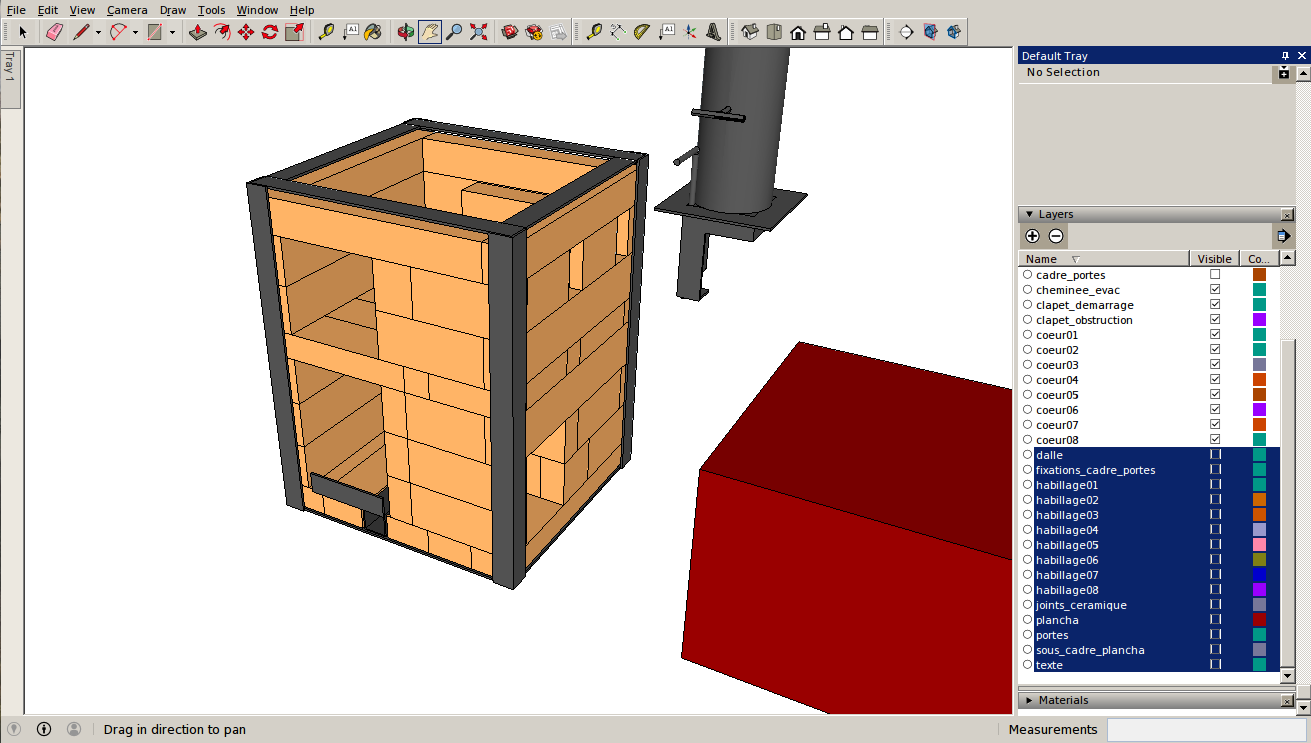 File Edit View Camera Draw Tools Window Help
Tray 1
Default Tray
No Selection
Layers
Name Visible Co...
cadre_portes
cheminee_evac
clapet_demarrage
clapet_obstruction
coeur01
coeur02
coeur03
coeur04
coeur05
coeur06
coeur07
coeur08
dalle
fixations_cadre_portes
habillage01
habillage02
habillage03
habillage04
habillage05
habillage06
habillage07
habillage08
joints_ceramique
plancha
portes
sous_cadre_plancha
texte
Materials
Drag in direction to pan
Measurements